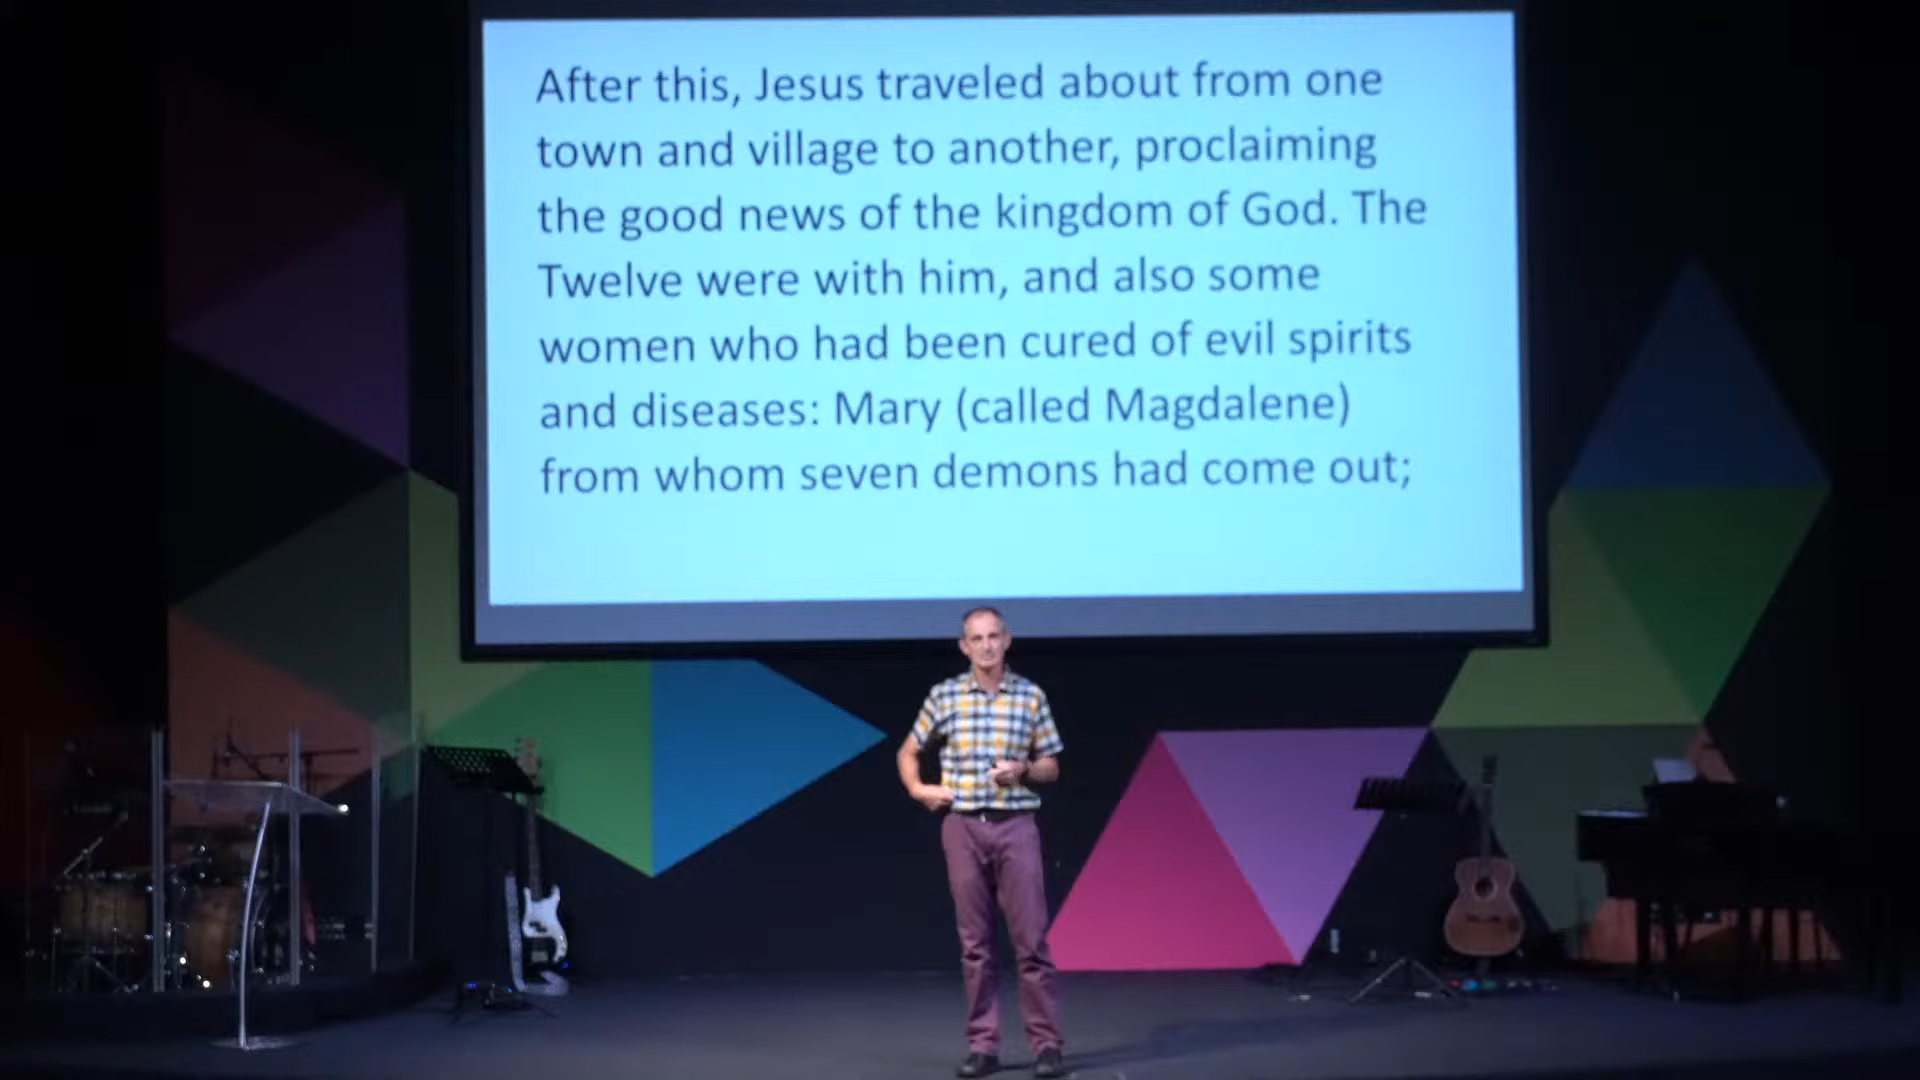 After this, Jesus traveled about from one
town and village to another, proclaiming
the good news of the kingdom of God. The
Twelve were with him, and also some
women who had been cured of evil spirits
and diseases: Mary (called Magdalene)
from whom seven demons had come out;